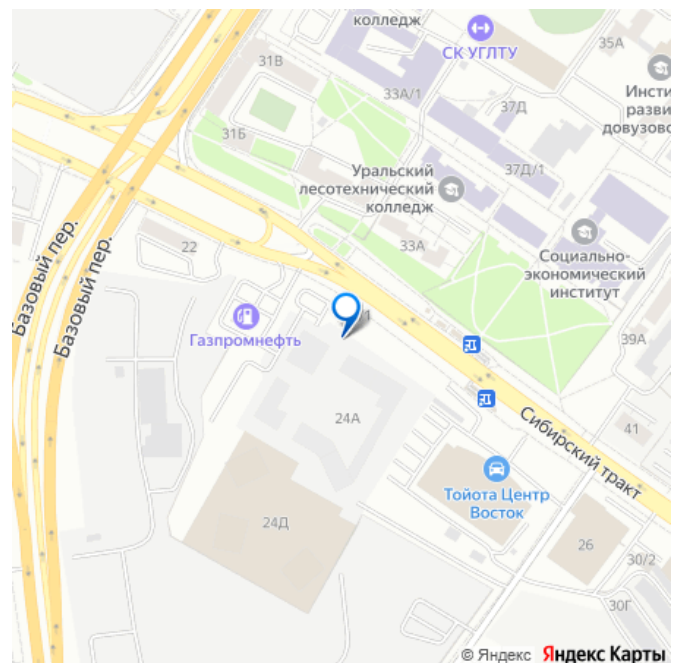 колледж
СК УГЛТУ
35А
31В
33А/1
37Д
Инсти
разви
довузово
31Б
Уральский
лесотехнический
колледж
37Д/1
33А
Социально-
экономический
институт
22
Базовый пер.
Базовый пер.
Газпромнефть
39А
24А
Сибирский тракт
41
Тойота Центр
Восток
24Д
26
30/2
30Г
© Яндекс Яндекс Карты